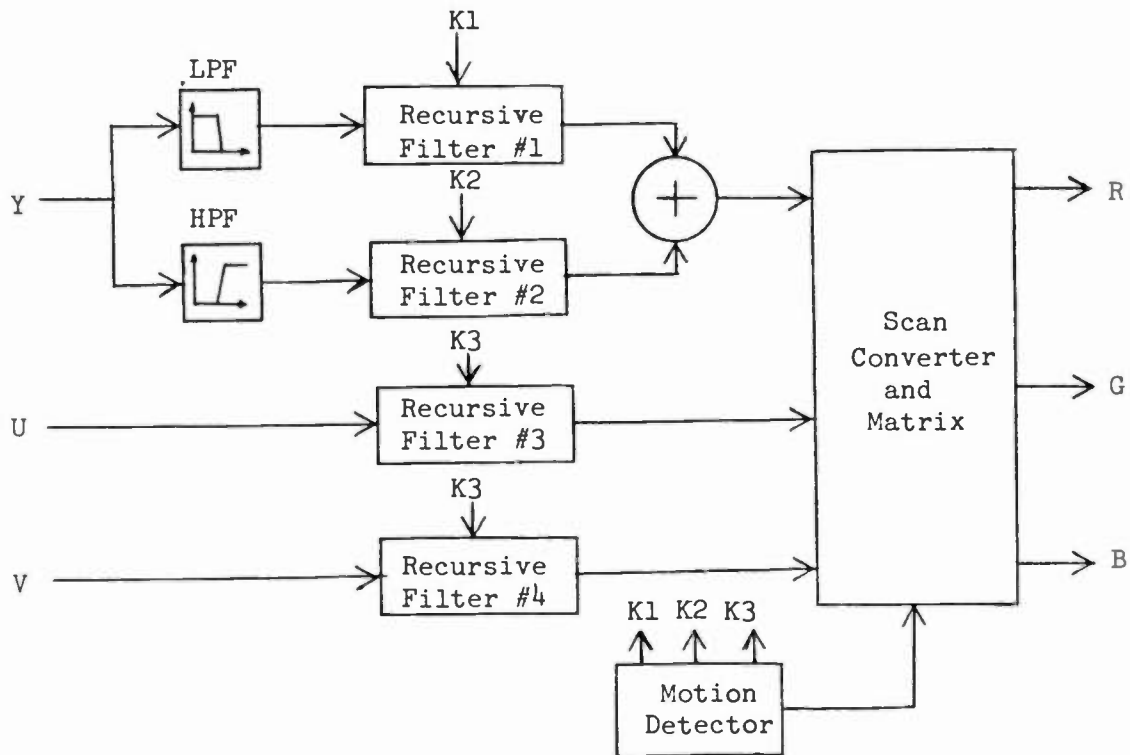 K1
LPF
Recursive
Filter #1
Y
K2
HPF
Recursive
Filter #2
K3
U
Recursive
Filter #3
K3
V
Recursive
Filter #4
Scan
Converter
and
Matrix
R
G
B
K1 K2 K3
Motion
Detector